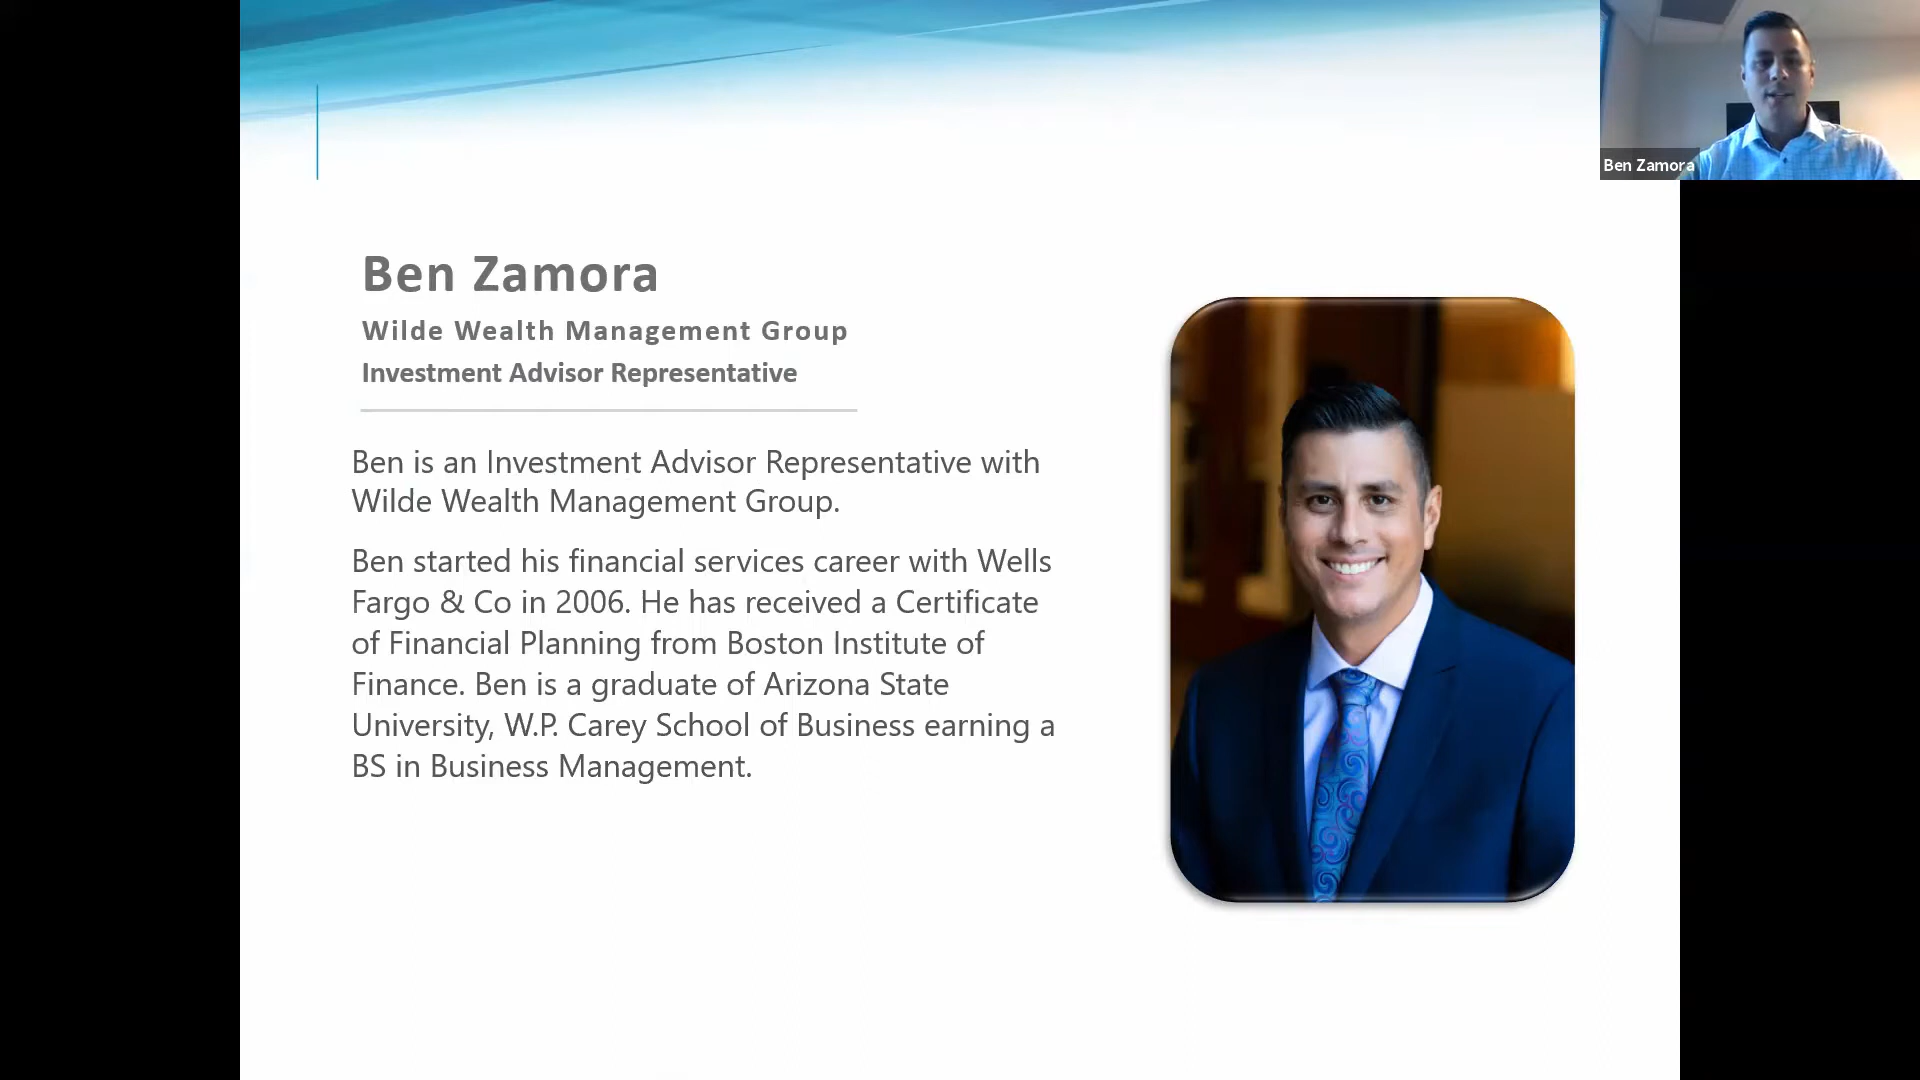 Ben Zamora
Ben Zamora
Wilde Wealth Management Group
Investment Advisor Representative
Ben is an Investment Advisor Representative with
Wilde Wealth Management Group.
Ben started his financial services career with Wells
Fargo & Co in 2006. He has received a Certificate
of Financial Planning from Boston Institute of
Finance. Ben is a graduate of Arizona State
University, W.P. Carey School of Business earning a
BS in Business Management.